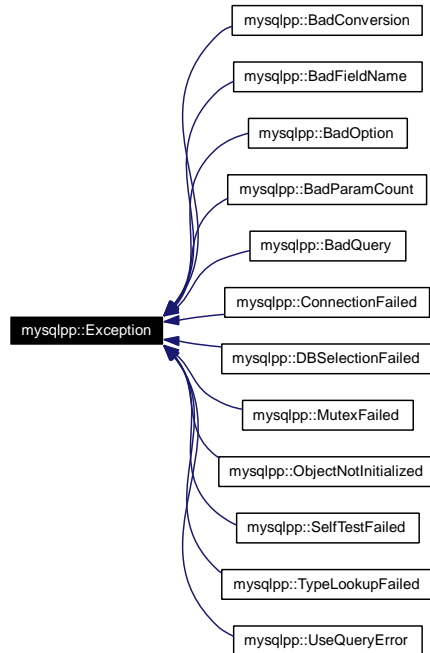 mysqlpp::BadConversion
mysqlpp::BadFieldName
mysqlpp::BadOption
mysqlpp::BadParamCount
mysqlpp::BadQuery
mysqlpp::ConnectionFailed
mysqlpp::Exception
mysqlpp::DBSelectionFailed
mysqlpp::MutexFailed
mysqlpp::ObjectNotInitialized
mysqlpp::SelfTestFailed
mysqlpp::TypeLookupFailed
mysqlpp::UseQueryError